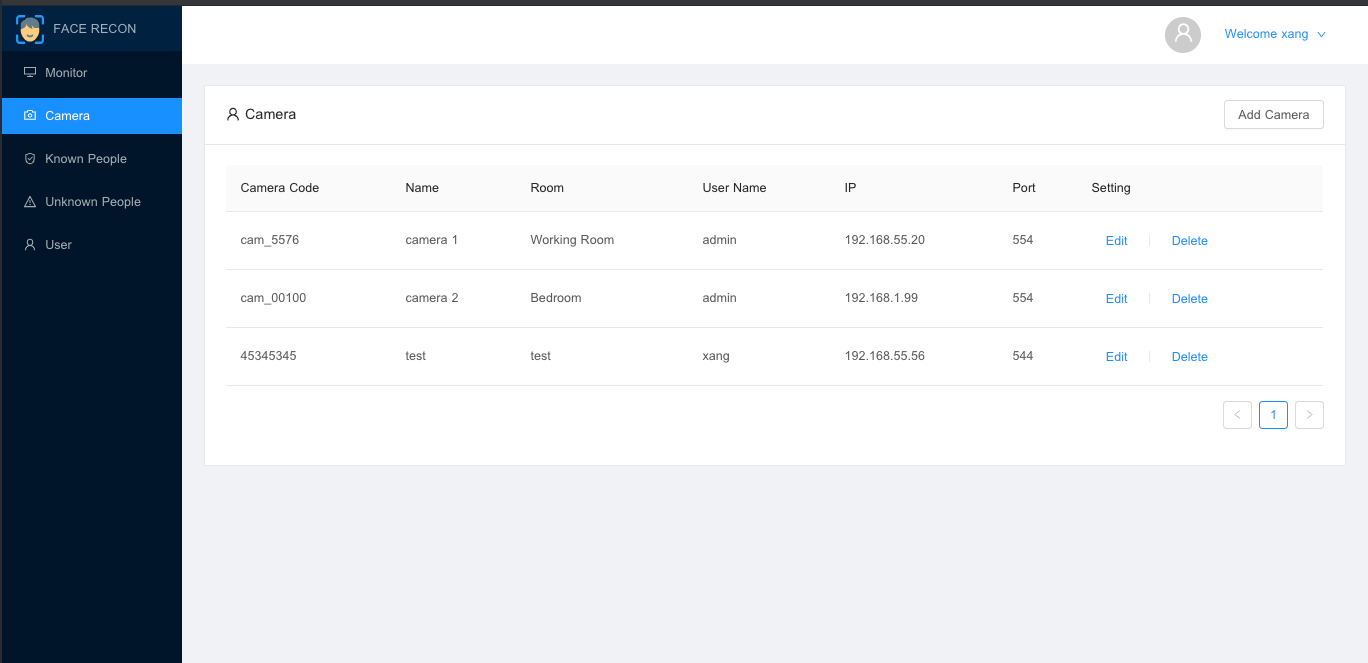 FACE RECON
Welcome xang
Monitor
Camera
Known People
Unknown People
User
Camera
Add Camera
Camera Code Name Room User Name IP Port Setting
cam_5576 camera 1 Working Room admin 192.168.55.20 554 Edit Delete
cam_00100 camera 2 Bedroom admin 192.168.1.99 554 Edit Delete
45345345 test test xang 192.168.55.56 544 Edit Delete
1